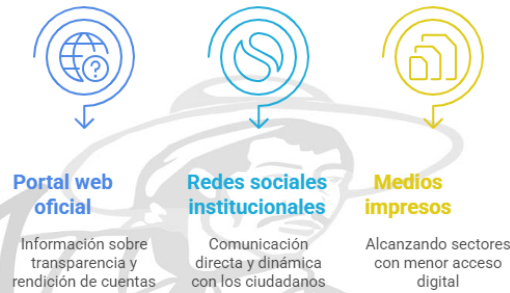 Portal web
oficial
Información sobre
transparencia y
rendición de cuentas
Redes sociales
institucionales
Comunicación
directa y dinámica
con los ciudadanos
Medios
impresos
Alcanzando sectores
con menor acceso
digital